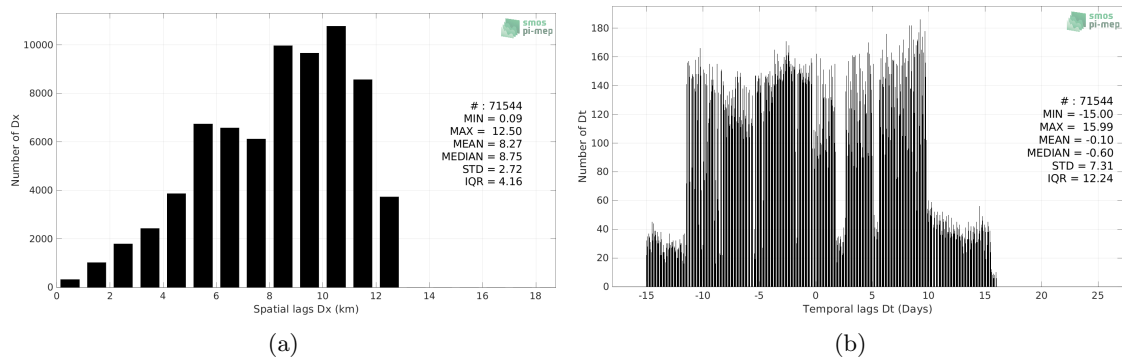 smos
pi-mep
10000
8000
6000
4000
2000
0
Number of Dx
# : 71544
MIN = 0.09
MAX = 12.50
MEAN = 8.27
MEDIAN = 8.75
STD = 2.72
IQR = 4.16
0 2 4 6 8 10 12 14 16 18
Spatial lags Dx (km)
(a)
smos
pi-mep
180
160
140
120
100
80
60
40
20
0
Number of Dt
# : 71544
MIN = -15.00
MAX = 15.99
MEAN = -0.10
MEDIAN = -0.60
STD = 7.31
IQR = 12.24
-15 -10 -5 0 5 10 15 20 25
Temporal lags Dt (Days)
(b)